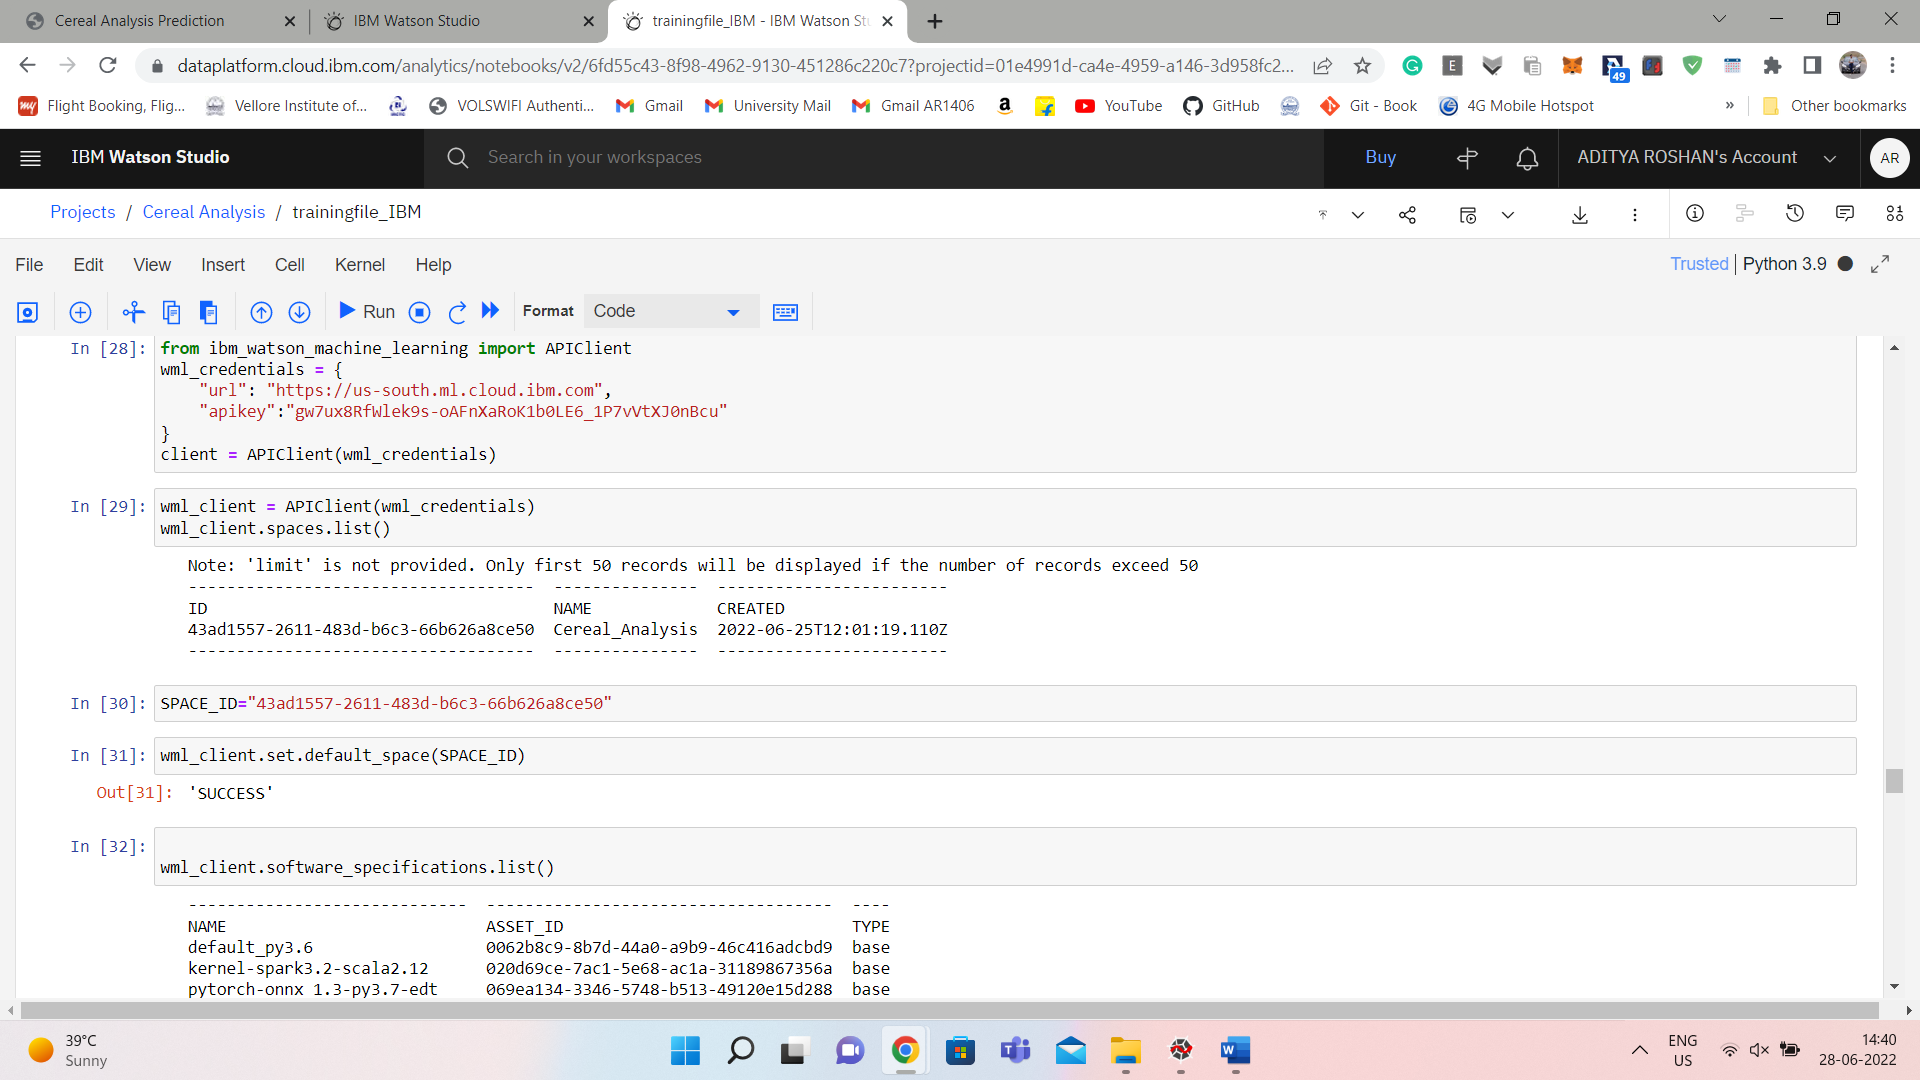 Cereal Analysis Prediction
IBM Watson Studio
trainingfile_IBM - IBM Watson Stu
dataplatform.cloud.ibm.com/analytics/notebooks/v2/6fd55c43-8f98-4962-9130-451286c220c7?projectid=01e4991d-ca4e-4959-a146-3d958fc2...
49
Flight Booking, Flig...
Vellore Institute of...
VOLSWIFI Authenti...
Gmail
University Mail
Gmail AR1406
YouTube
GitHub
Git - Book
4G Mobile Hotspot
»
Other bookmarks
IBM Watson Studio
Search in your workspaces
Buy
ADITYA ROSHAN's Account
AR
Projects / Cereal Analysis / trainingfile_IBM
File Edit View Insert Cell Kernel Help
Trusted | Python 3.9
Run
Format
Code
In [28]: from ibm_watson_machine_learning import APIClient
wml_credentials = {
"url": "https://us-south.ml.cloud.ibm.com",
"apikey":"gw7ux8RfWlek9s-oAFnXaRoK1b0LE6_1P7vVtXJ0nBcu"
}
client = APIClient(wml_credentials)
In [29]: wml_client = APIClient(wml_credentials)
wml_client.spaces.list()
Note: 'limit' is not provided. Only first 50 records will be displayed if the number of records exceed 50
------------------------------------ --------------- ------------------------
ID NAME CREATED
43ad1557-2611-483d-b6c3-66b626a8ce50 Cereal_Analysis 2022-06-25T12:01:19.110Z
------------------------------------ --------------- ------------------------
In [30]: SPACE_ID="43ad1557-2611-483d-b6c3-66b626a8ce50"
In [31]: wml_client.set.default_space(SPACE_ID)
Out[31]: 'SUCCESS'
In [32]:
wml_client.software_specifications.list()
----------------------------- ------------------------------------ ----
NAME ASSET_ID TYPE
default_py3.6 0062b8c9-8b7d-44a0-a9b9-46c416adcbd9 base
kernel-spark3.2-scala2.12 020d69ce-7ac1-5e68-ac1a-31189867356a base
pytorch-onnx_1.3-py3.7-edt 069ea134-3346-5748-b513-49120e15d288 base
39°C
Sunny
ENG
US
14:40
28-06-2022